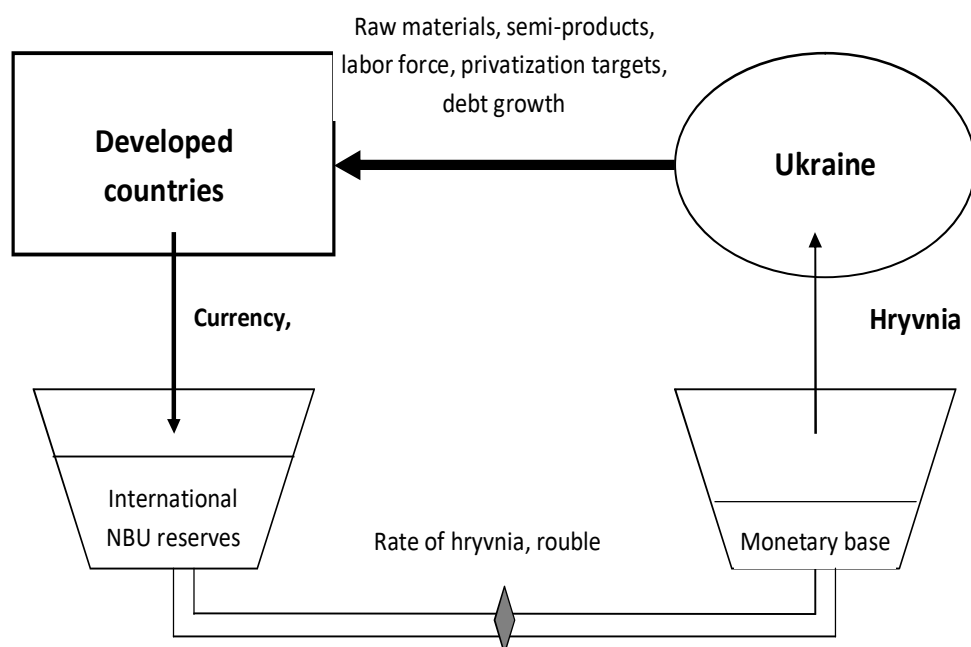 Raw materials, semi-products,
labor force, privatization targets,
debt growth
Developed
countries
Ukraine
Currency,
Hryvnia
International
NBU reserves
Rate of hryvnia, rouble
Monetary base